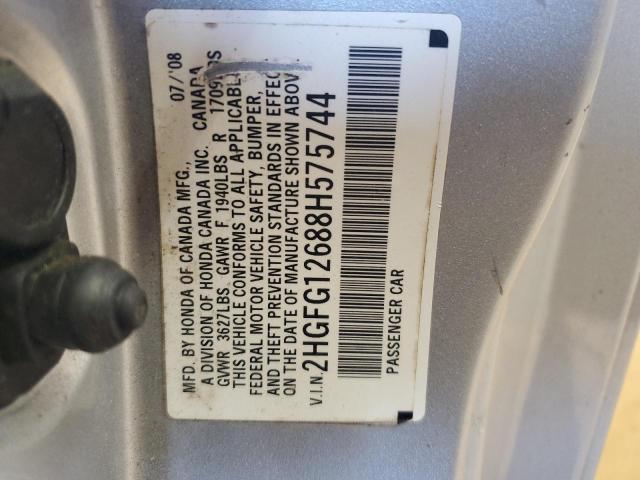 MFD. BY HONDA OF CANADA MFG., 07/'08
A DIVISION OF HONDA CANADA INC. CANADA
GVWR 3627LBS GAWR F 1940LBS R 1709LBS
THIS VEHICLE CONFORMS TO ALL APPLICABLE
FEDERAL MOTOR VEHICLE SAFETY, BUMPER,
AND THEFT PREVENTION STANDARDS IN EFFECT
ON THE DATE OF MANUFACTURE SHOWN ABOVE.
V.I.N. 2HGFG12688H575744
PASSENGER CAR